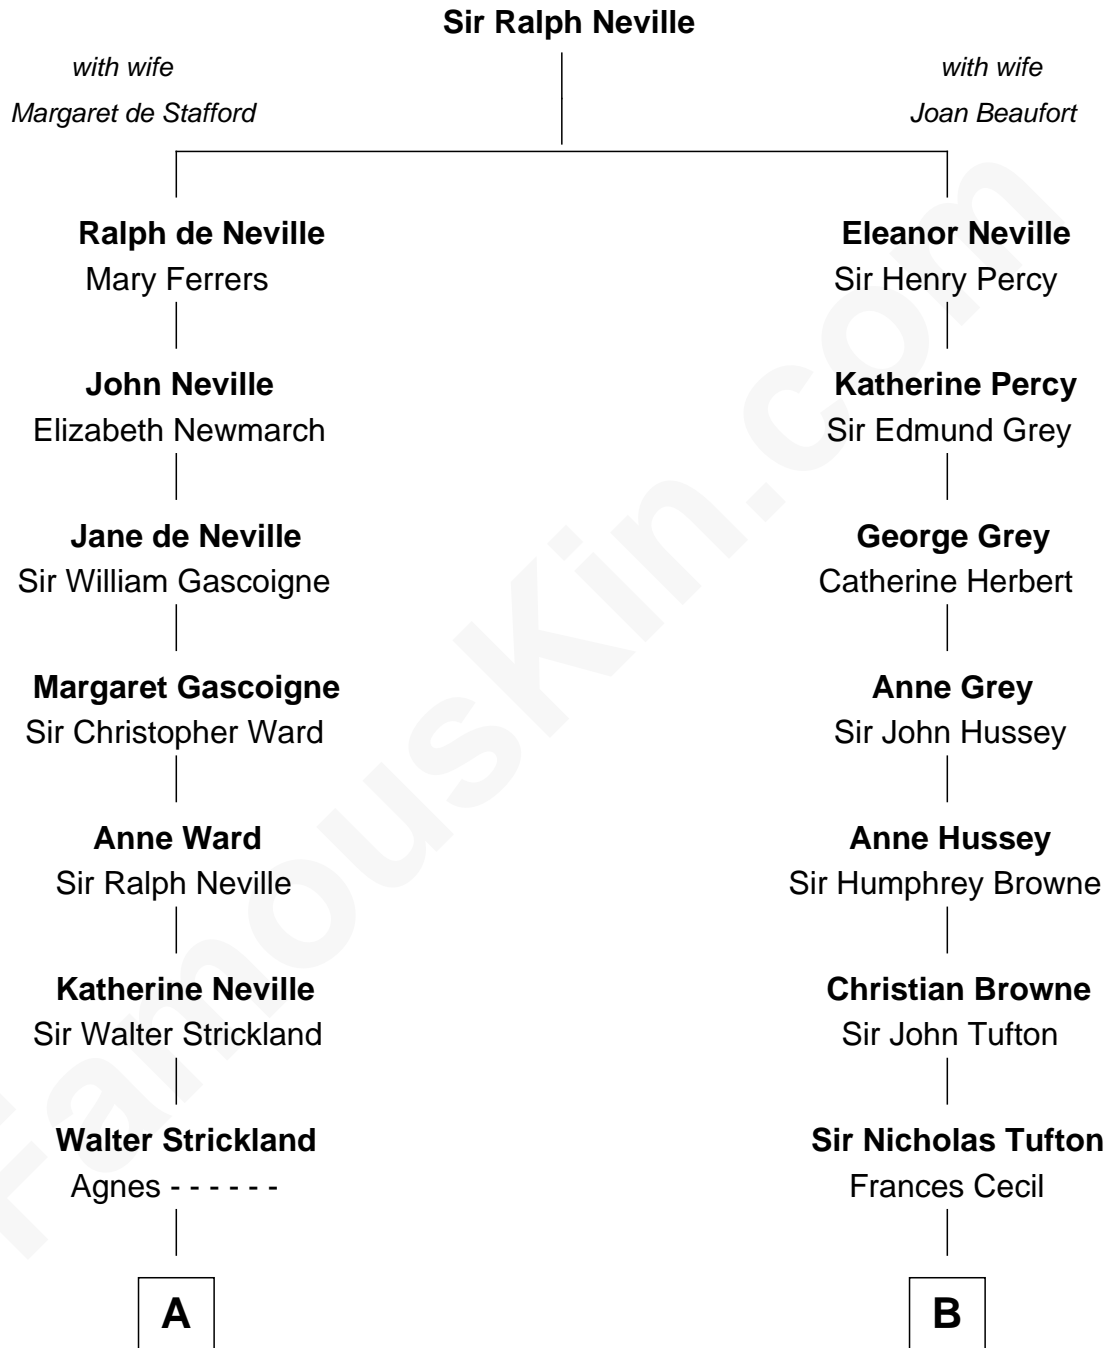 Sir Ralph Neville
with wife
Margaret de Stafford
with wife
Joan Beaufort
Ralph de Neville
Mary Ferrers
Eleanor Neville
Sir Henry Percy
John Neville
Elizabeth Newmarch
Katherine Percy
Sir Edmund Grey
Jane de Neville
Sir William Gascoigne
George Grey
Catherine Herbert
Margaret Gascoigne
Sir Christopher Ward
Anne Grey
Sir John Hussey
Anne Ward
Sir Ralph Neville
Anne Hussey
Sir Humphrey Browne
Katherine Neville
Sir Walter Strickland
Christian Browne
Sir John Tufton
Walter Strickland
Agnes - - - - - -
Sir Nicholas Tufton
Frances Cecil
A
B
FamousKin.com